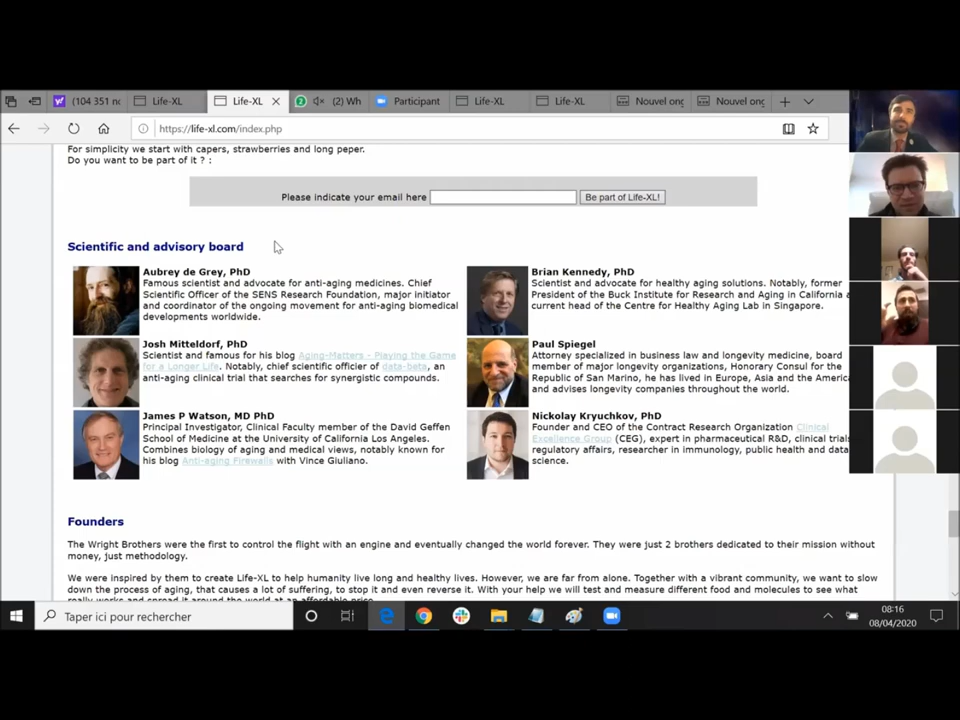 (104 351 nc
Life-XL
Life-XL
(2) Wh
Participant
Life-XL
Life-XL
Nouvel ong
Nouvel ong
https://life-xl.com/index.php
For simplicity we start with capers, strawberries and long peper.
Do you want to be part of it ? :
Please indicate your email here
Be part of Life-XL!
Scientific and advisory board
Aubrey de Grey, PhD
Famous scientist and advocate for anti-aging medicines. Chief
Scientific Officer of the SENS Research Foundation, major initiator
and coordinator of the ongoing movement for anti-aging biomedical
developments worldwide.
Brian Kennedy, PhD
Scientist and advocate for healthy aging solutions. Notably, former
President of the Buck Institute for Research and Aging in California a
current head of the Centre for Healthy Aging Lab in Singapore.
Josh Mitteldorf, PhD
Scientist and famous for his blog Aging-Matters - Playing the Game
for a Longer Life. Notably, chief scientific officer of data-beta, an
anti-aging clinical trial that searches for synergistic compounds.
Paul Spiegel
Attorney specialized in business law and longevity medicine, board
member of major longevity organizations, Honorary Consul for the
Republic of San Marino, he has lived in Europe, Asia and the America
and advises longevity companies throughout the world.
James P Watson, MD PhD
Principal Investigator, Clinical Faculty member of the David Geffen
School of Medicine at the University of California Los Angeles.
Combines biology of aging and medical views, notably known for
his blog Anti-aging Firewalls with Vince Giuliano.
Nickolay Kryuchkov, PhD
Founder and CEO of the Contract Research Organization Clinical
Excellence Group (CEG), expert in pharmaceutical R&D, clinical trials
regulatory affairs, researcher in immunology, public health and data
science.
Founders
The Wright Brothers were the first to control the flight with an engine and eventually changed the world forever. They were just 2 brothers dedicated to their mission without
money, just methodology.
We were inspired by them to create Life-XL to help humanity live long and healthy lives. However, we are far from alone. Together with a vibrant community, we want to slow
down the process of aging, that causes a lot of suffering, to stop it and even reverse it. With your help we will test and measure different food and molecules to see what
really works and spread it around the world at an affordable price.
Taper ici pour rechercher
08:16
08/04/2020